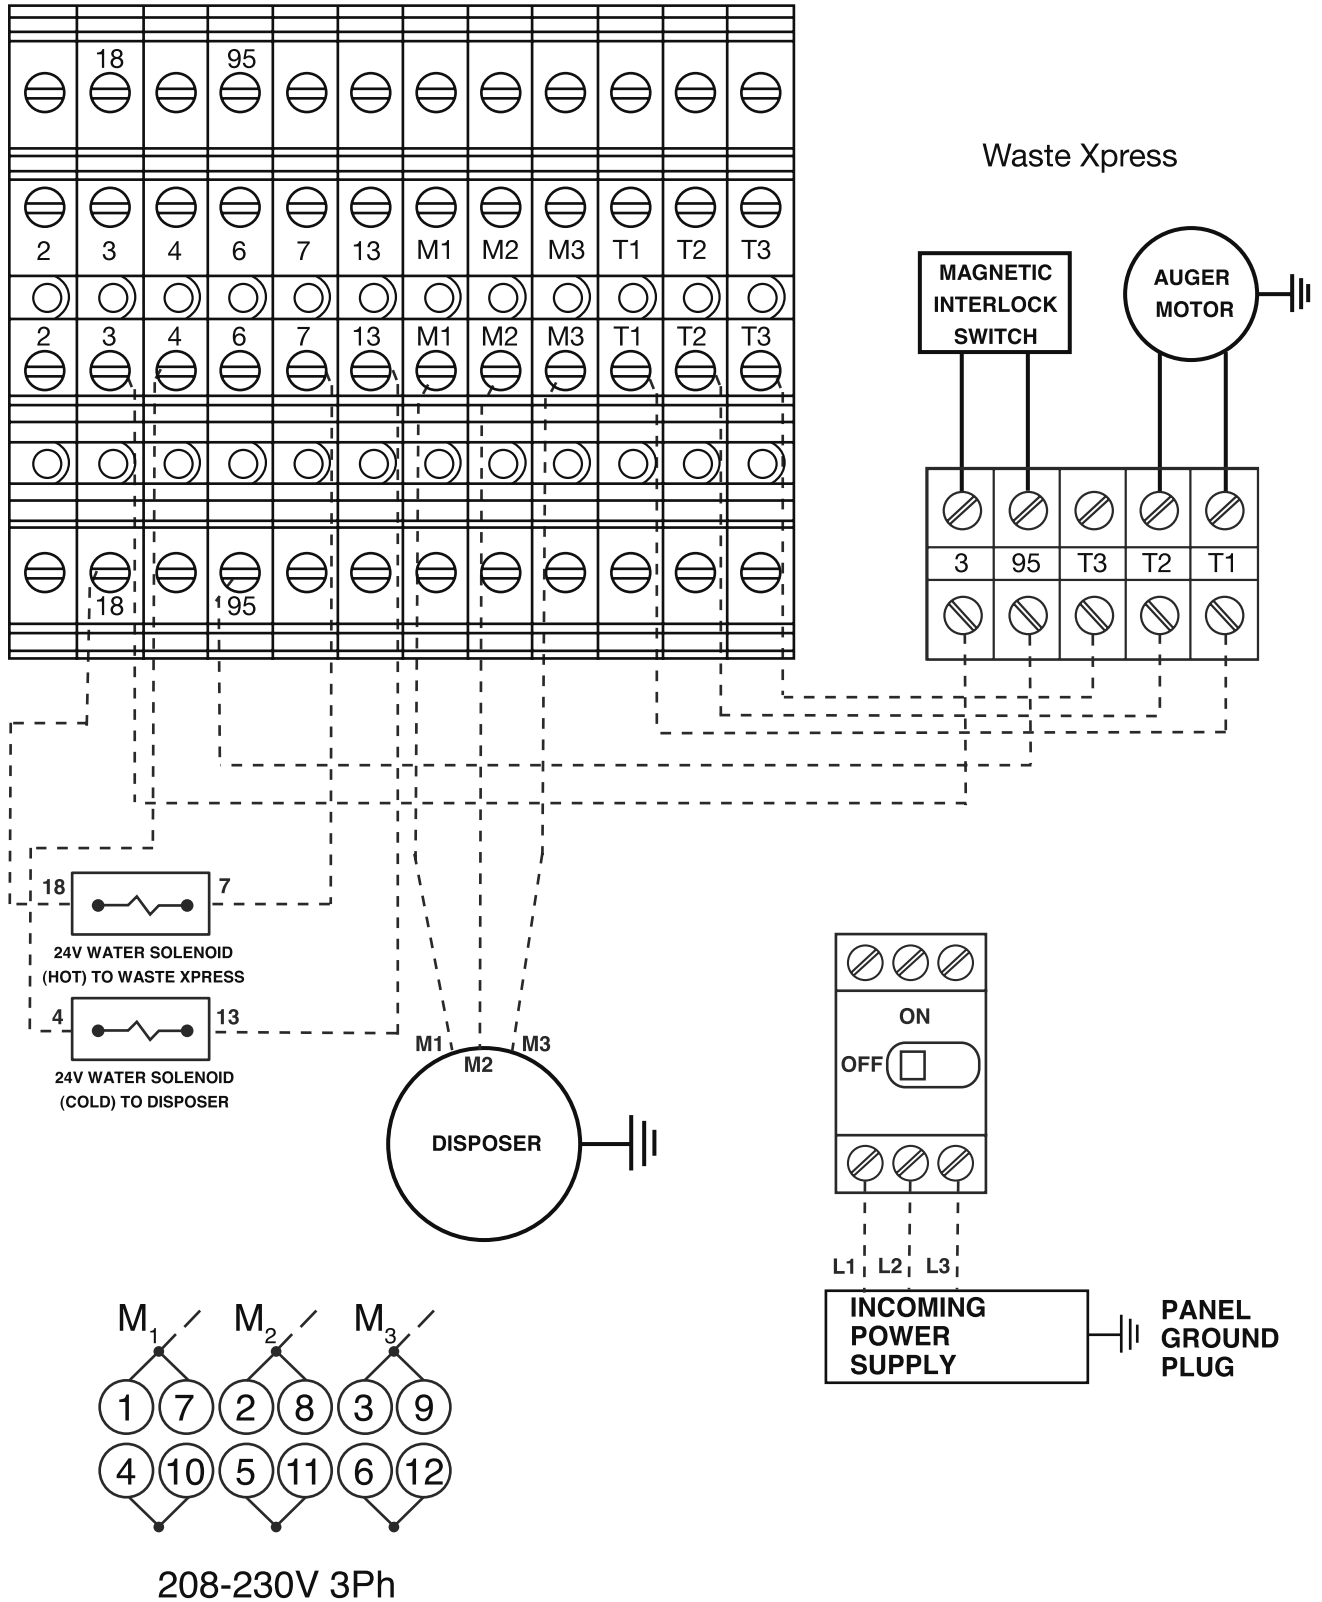 18 95
2 3 4 6 7 13 M1 M2 M3 T1 T2 T3
2 3 4 6 7 13 M1 M2 M3 T1 T2 T3
18 95
Waste Xpress
MAGNETIC
INTERLOCK
SWITCH
AUGER
MOTOR
3 95 T3 T2 T1
18 7
24V WATER SOLENOID
(HOT) TO WASTE XPRESS
4 13
24V WATER SOLENOID
(COLD) TO DISPOSER
M1 M3
M2
DISPOSER
ON
OFF
L1 L2 L3
INCOMING
POWER
SUPPLY
PANEL
GROUND
PLUG
M1 M2 M3
1 7 2 8 3 9
4 10 5 11 6 12
208-230V 3Ph